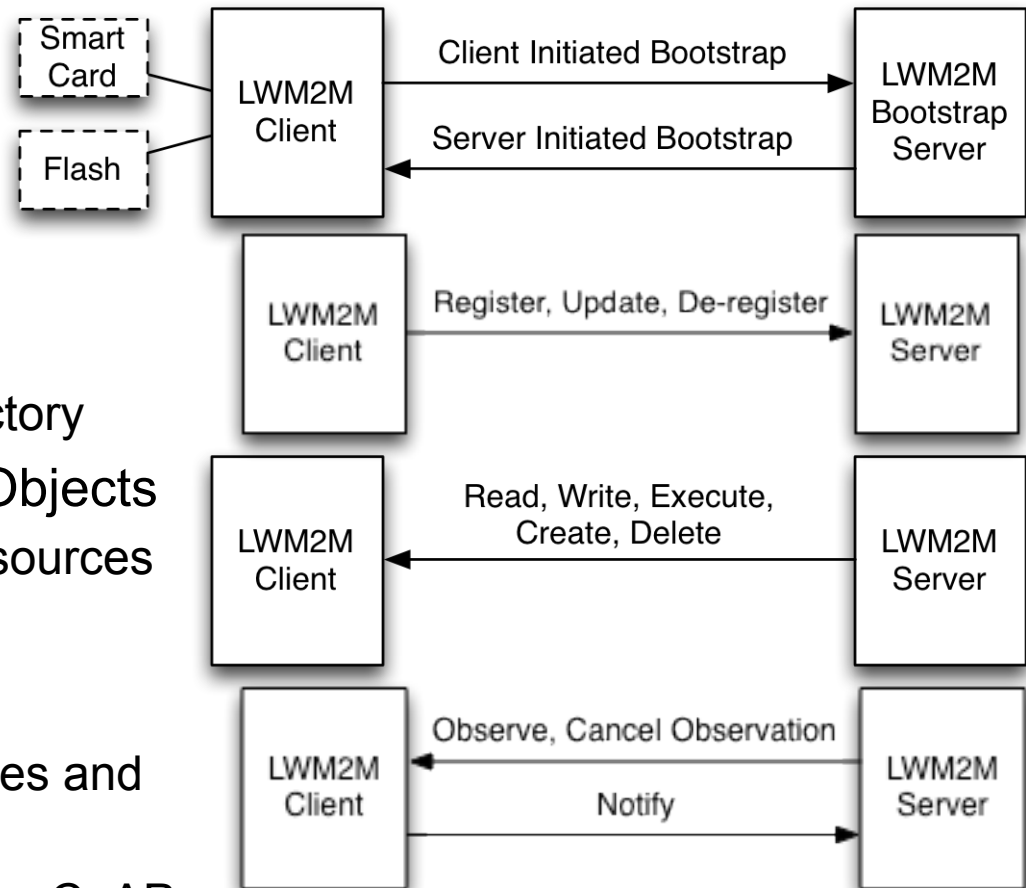 Smart
Card
Flash
LWM2M
Client
Client Initiated Bootstrap
Server Initiated Bootstrap
LWM2M
Bootstrap
Server
LWM2M
Client
Register, Update, De-register
LWM2M
Server
ctory
Objects
sources
LWM2M
Client
Read, Write, Execute,
Create, Delete
LWM2M
Server
es and
LWM2M
Client
Observe, Cancel Observation
Notify
LWM2M
Server